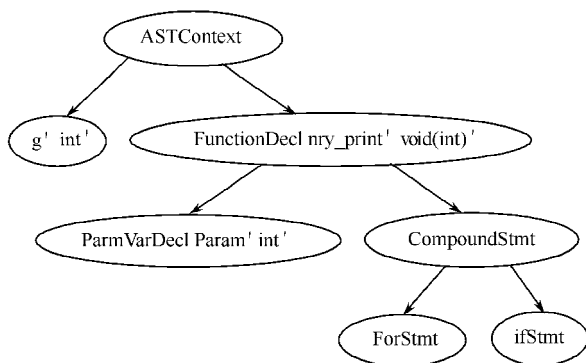 ASTContext
g' int'
FunctionDecl nry_print' void(int)'
ParmVarDecl Param' int'
CompoundStmt
ForStmt
ifStmt